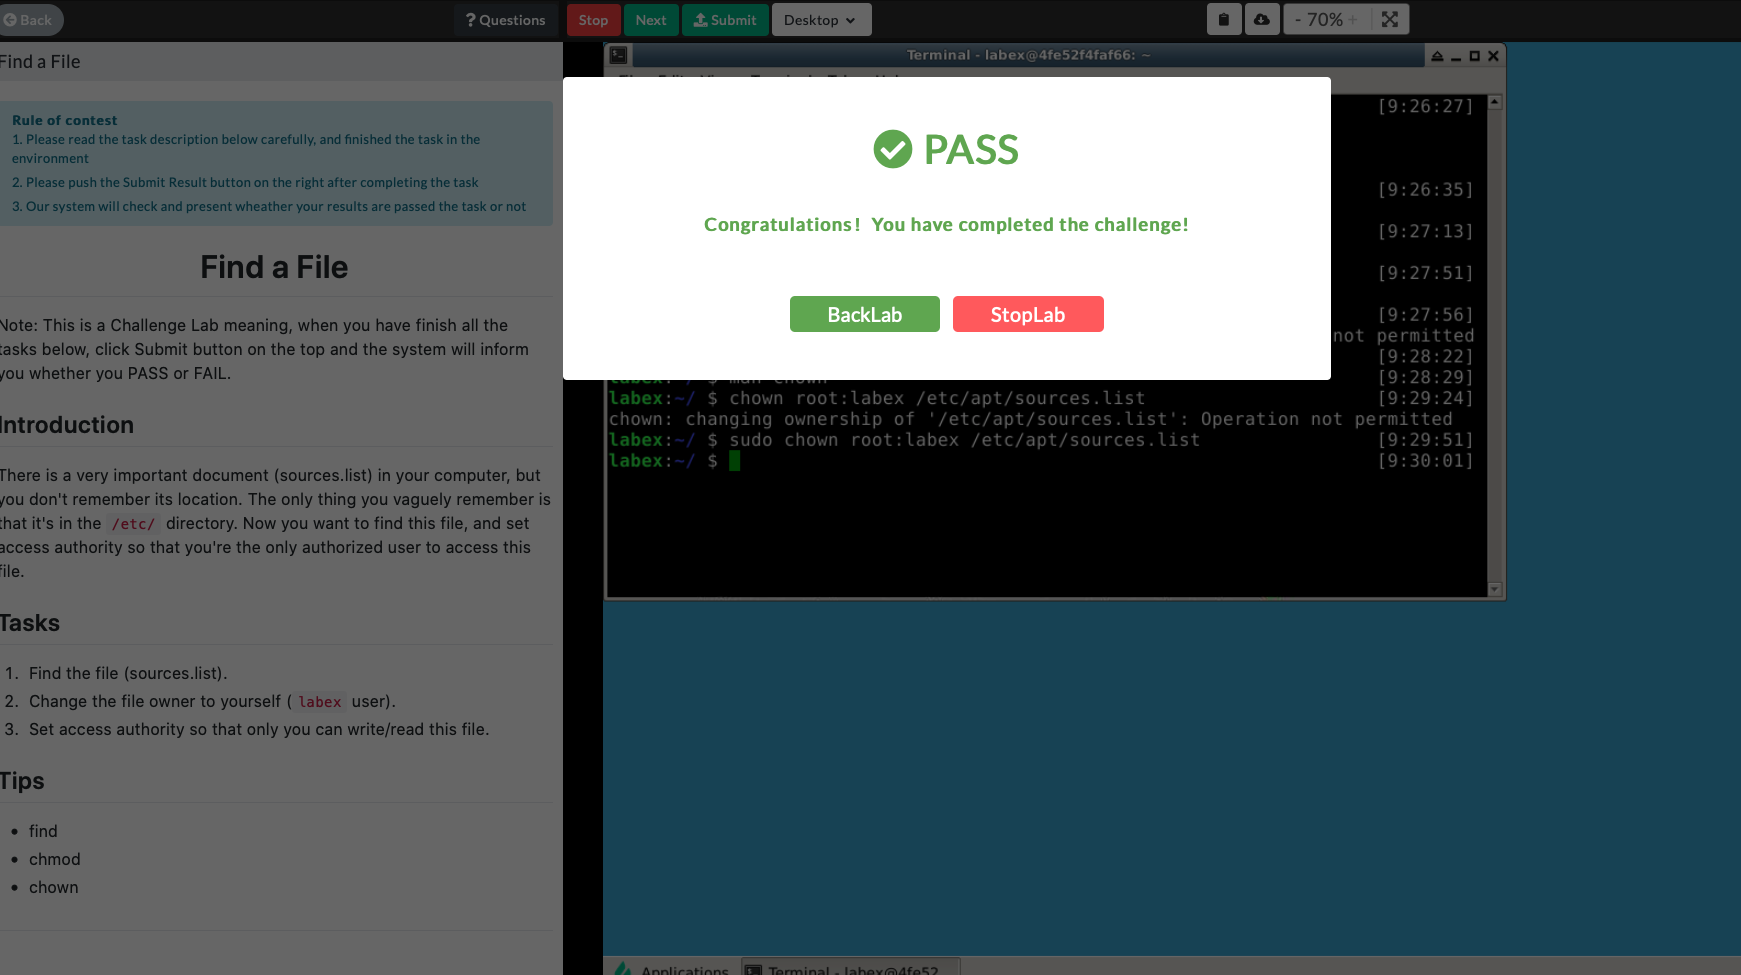 Back
? Questions
Stop
Next
Submit
Desktop
- 70% +
Find a File
Rule of contest
1. Please read the task description below carefully, and finished the task in the
environment
2. Please push the Submit Result button on the right after completing the task
3. Our system will check and present wheather your results are passed the task or not
Find a File
Note: This is a Challenge Lab meaning, when you have finish all the
tasks below, click Submit button on the top and the system will inform
you whether you PASS or FAIL.
Introduction
There is a very important document (sources.list) in your computer, but
you don't remember its location. The only thing you vaguely remember is
that it's in the /etc/ directory. Now you want to find this file, and set
access authority so that you're the only authorized user to access this
file.
Tasks
1. Find the file (sources.list).
2. Change the file owner to yourself ( labex user).
3. Set access authority so that only you can write/read this file.
Tips
• find
• chmod
• chown
Terminal - labex@4fe52f4faf66: ~
PASS
Congratulations! You have completed the challenge!
BackLab
StopLab
[9:26:27]
[9:26:35]
[9:27:13]
[9:27:51]
[9:27:56]
not permitted
[9:28:22]
labex:~/ $ man chown [9:28:29]
labex:~/ $ chown root:labex /etc/apt/sources.list [9:29:24]
chown: changing ownership of '/etc/apt/sources.list': Operation not permitted
labex:~/ $ sudo chown root:labex /etc/apt/sources.list [9:29:51]
labex:~/ $ [9:30:01]
Applications
Terminal - labex@4fe52